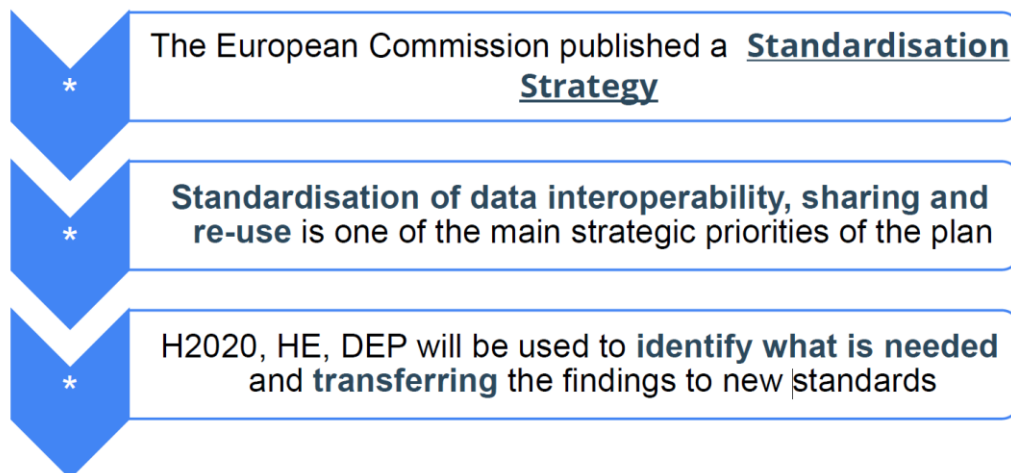 The European Commission published a Standardisation
Strategy
*
Standardisation of data interoperability, sharing and
re-use is one of the main strategic priorities of the plan
*
H2020, HE, DEP will be used to identify what is needed
and transferring the findings to new standards
*